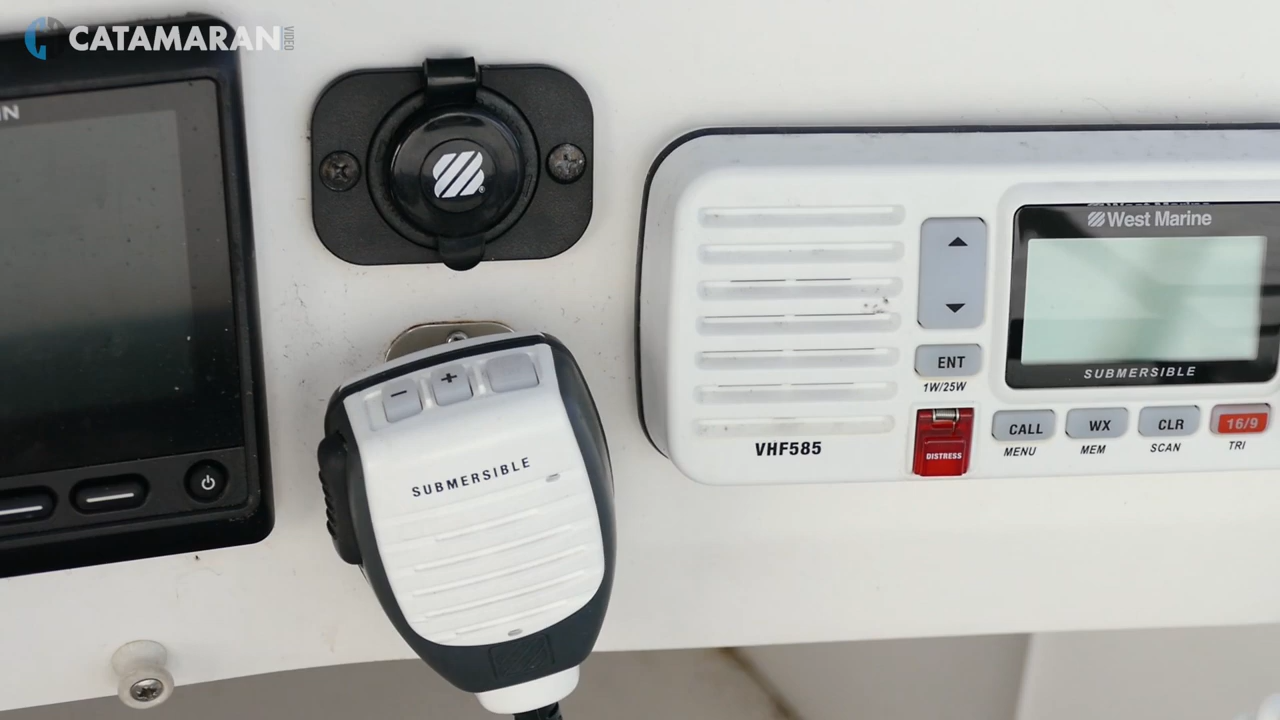 CATAMARAN
VIDEO
West Marine
SUBMERSIBLE
ENT
1W/25W
DISTRESS
CALL
WX
CLR
16/9
MENU
MEM
SCAN
TRI
VHF585
−
+
SUBMERSIBLE